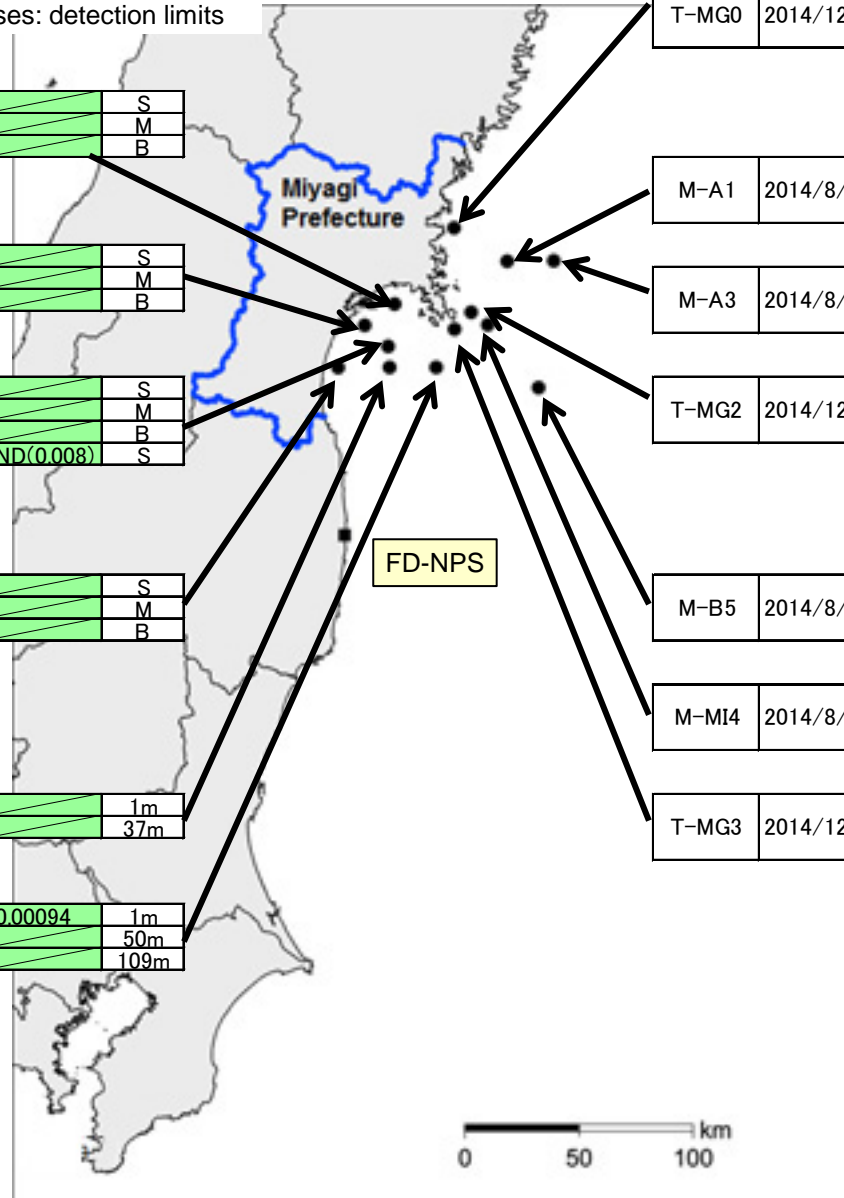 ses: detection limits
T-MG0 2014/12
S
M
B
M-A1 2014/8/
Miyagi
Prefecture
S
M
B
M-A3 2014/8/
S
M
B
ND(0.008) S
T-MG2 2014/12
FD-NPS
S
M
B
M-B5 2014/8/
M-MI4 2014/8/
1m
37m
T-MG3 2014/12
0.00094 1m
50m
109m
km
0 50 100